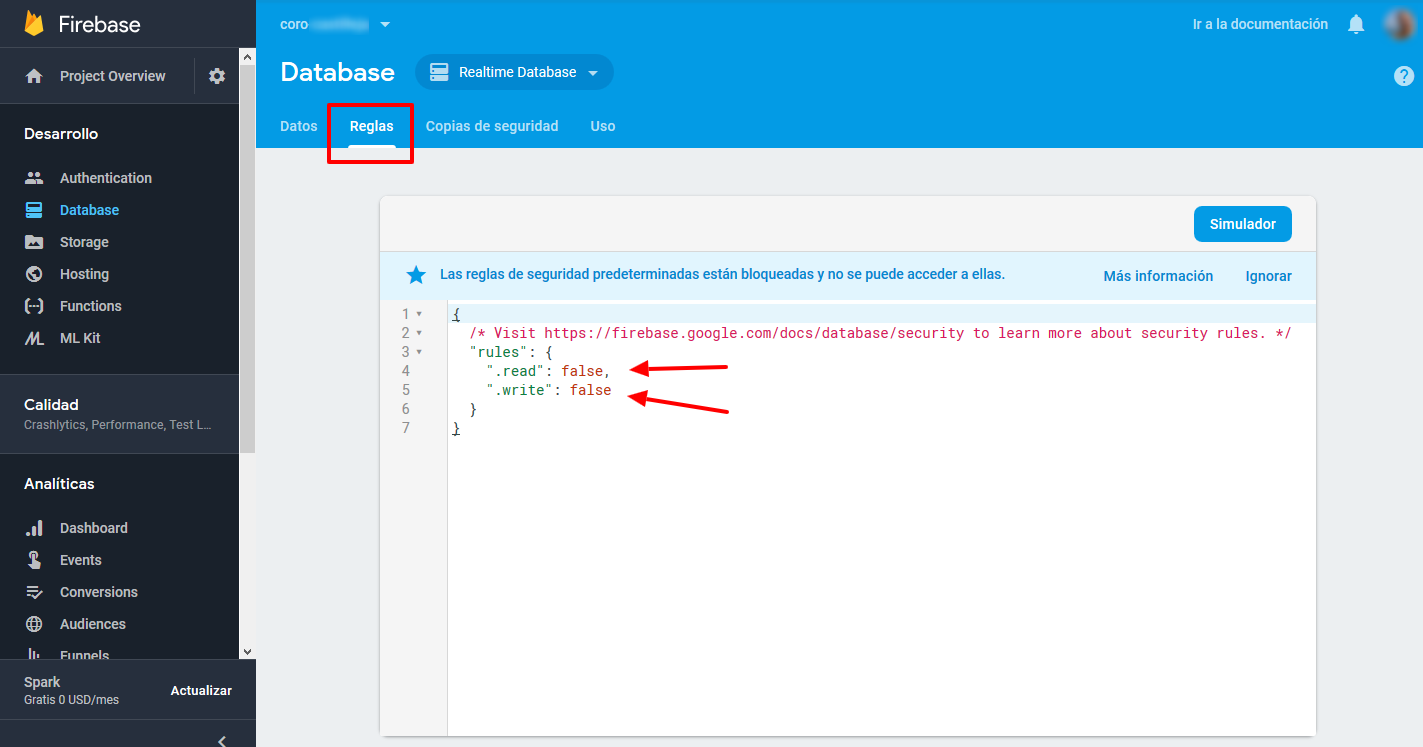 Firebase
Project Overview
Desarrollo
Authentication
Database
Storage
Hosting
Functions
ML Kit
Calidad
Crashlytics, Performance, Test L...
Analíticas
Dashboard
Events
Conversions
Audiences
Funnels
Spark
Gratis 0 USD/mes
Actualizar
coro
Ir a la documentación
Database
Realtime Database
Datos
Reglas
Copias de seguridad
Uso
Simulador
Las reglas de seguridad predeterminadas están bloqueadas y no se puede acceder a ellas.
Más información
Ignorar
1 {
2 /* Visit https://firebase.google.com/docs/database/security to learn more about security rules. */
3 "rules": {
4 ".read": false,
5 ".write": false
6 }
7 }